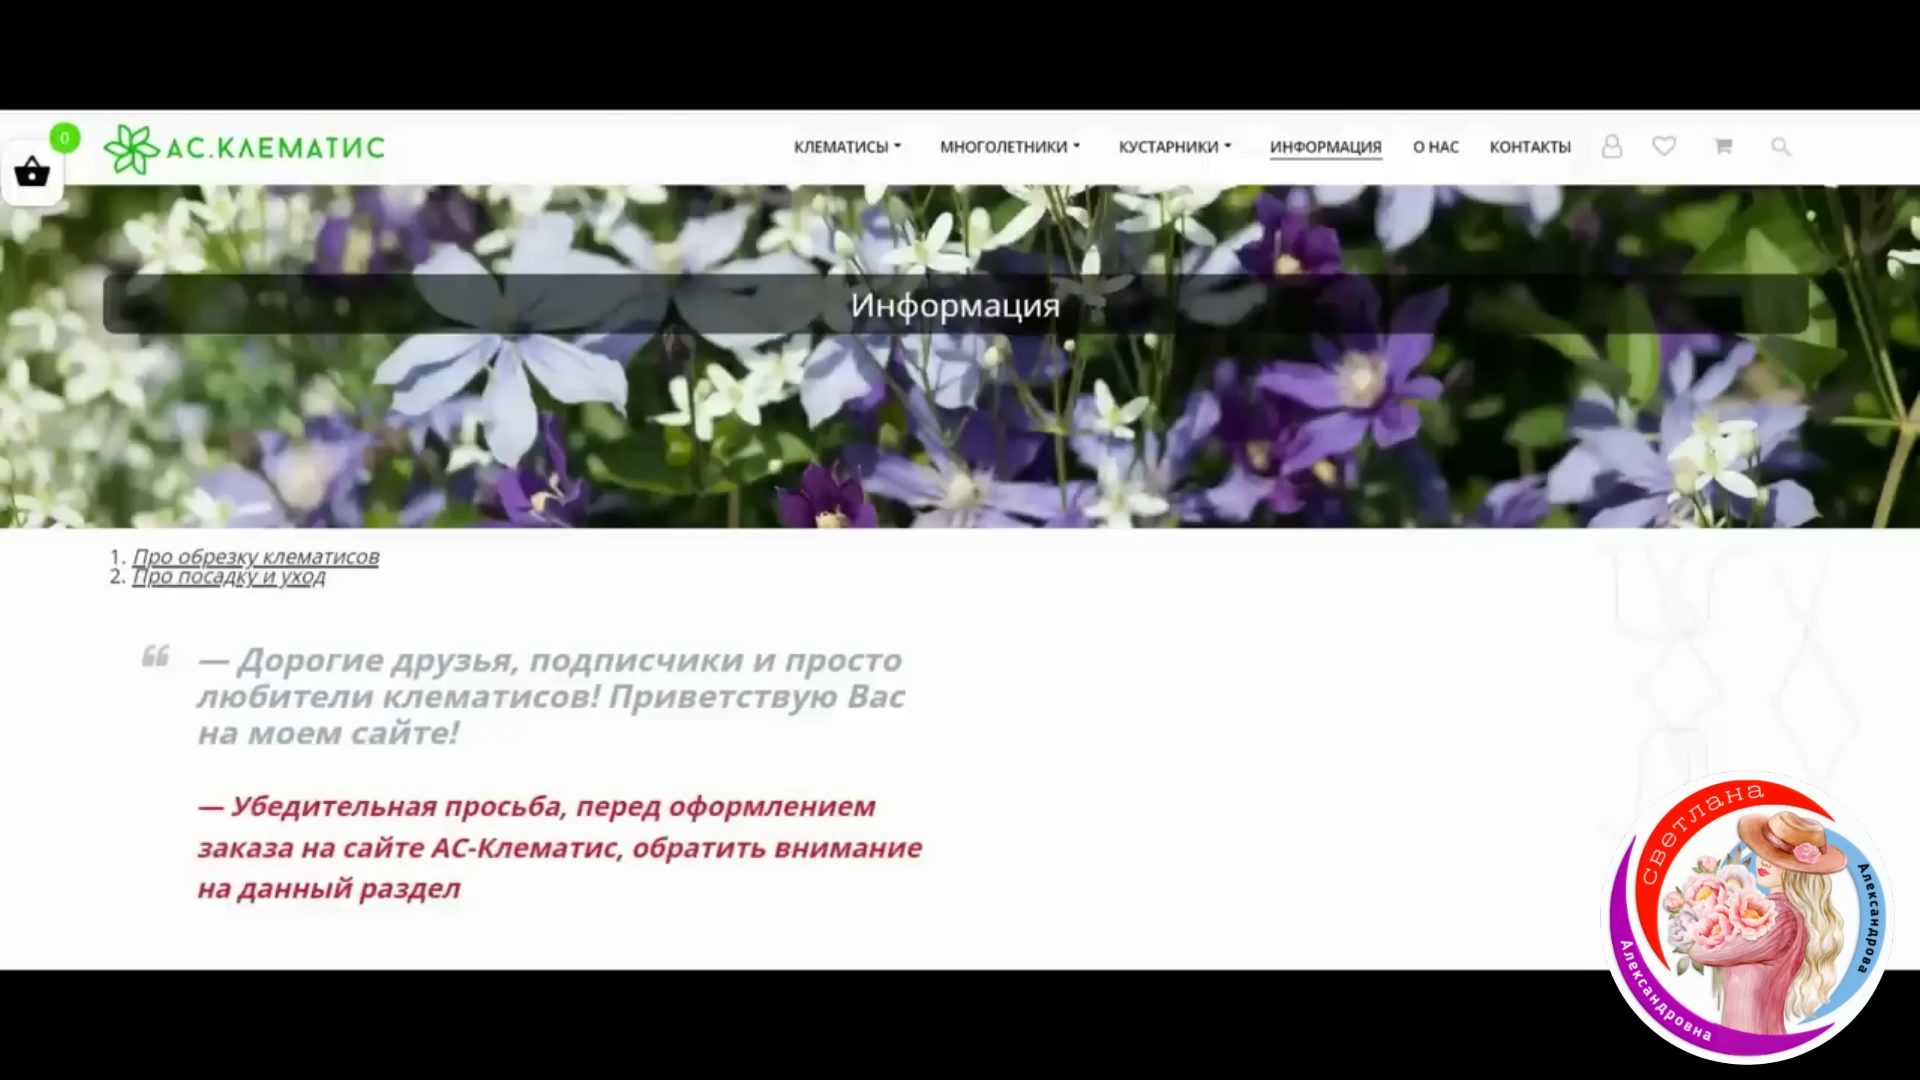 0
АС.КЛЕМАТИС
КЛЕМАТИСЫ МНОГОЛЕТНИКИ КУСТАРНИКИ ИНФОРМАЦИЯ О НАС КОНТАКТЫ
Информация
1. Про обрезку клематисов
2. Про посадку и уход
“ — Дорогие друзья, подписчики и просто
любители клематисов! Приветствую Вас
на моем сайте!
— Убедительная просьба, перед оформлением
заказа на сайте АС-Клематис, обратить внимание
на данный раздел
светлана
Александрова
Александровна